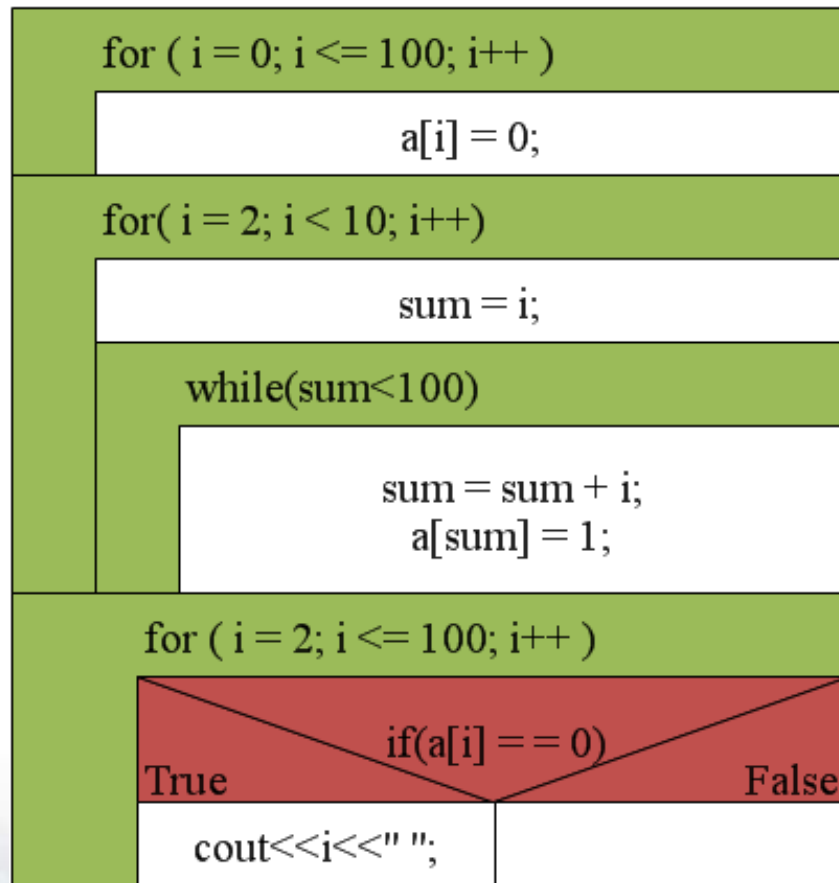 for ( i = 0; i <= 100; i++ )
a[i] = 0;
for( i = 2; i < 10; i++)
sum = i;
while(sum<100)
sum = sum + i;
a[sum] = 1;
for ( i = 2; i <= 100; i++ )
if(a[i] = = 0)
True
False
cout<<i<<" ";